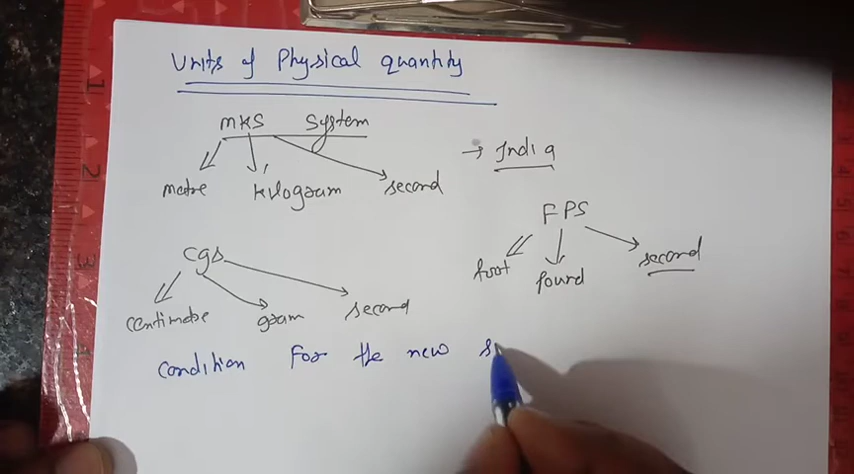 Units of Physical quantity
MKS System
→ India
metre kilogram second
FPS
foot pound second
cgs
centimetre gram second
condition For the new s